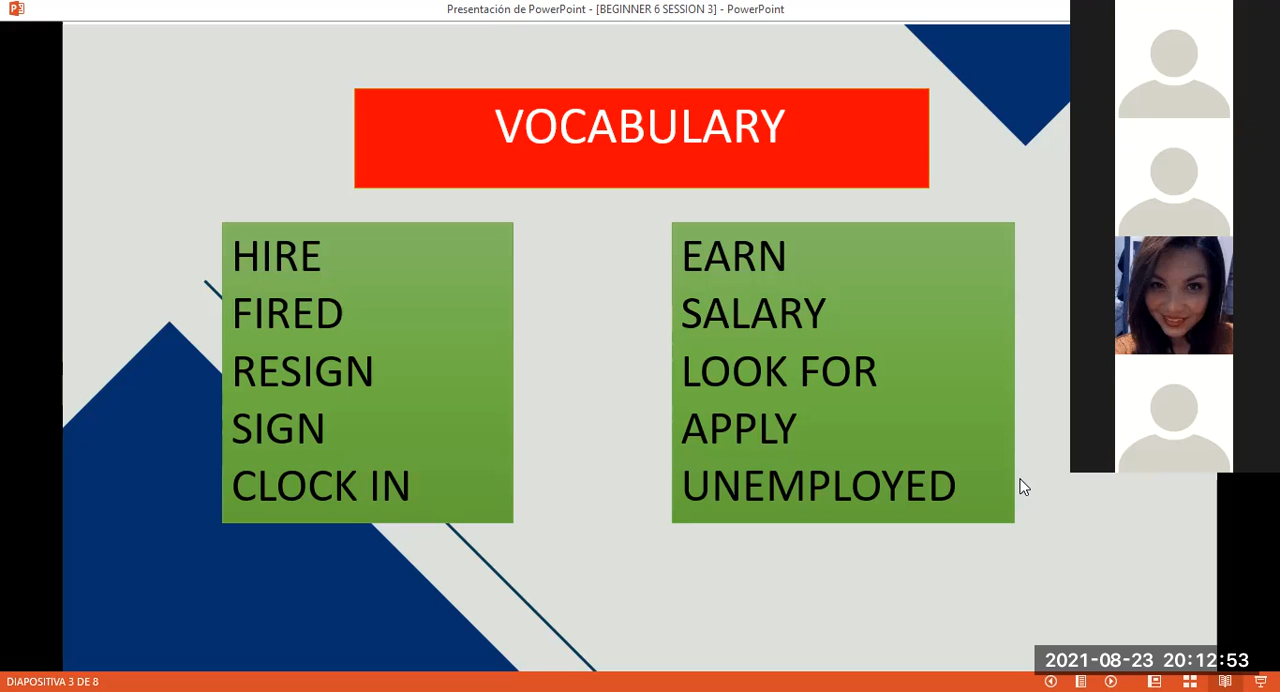 Presentación de PowerPoint - [BEGINNER 6 SESSION 3] - PowerPoint
VOCABULARY
HIRE
FIRED
RESIGN
SIGN
CLOCK IN
EARN
SALARY
LOOK FOR
APPLY
UNEMPLOYED
2021-08-23 20:12:53
DIAPOSITIVA 3 DE 8